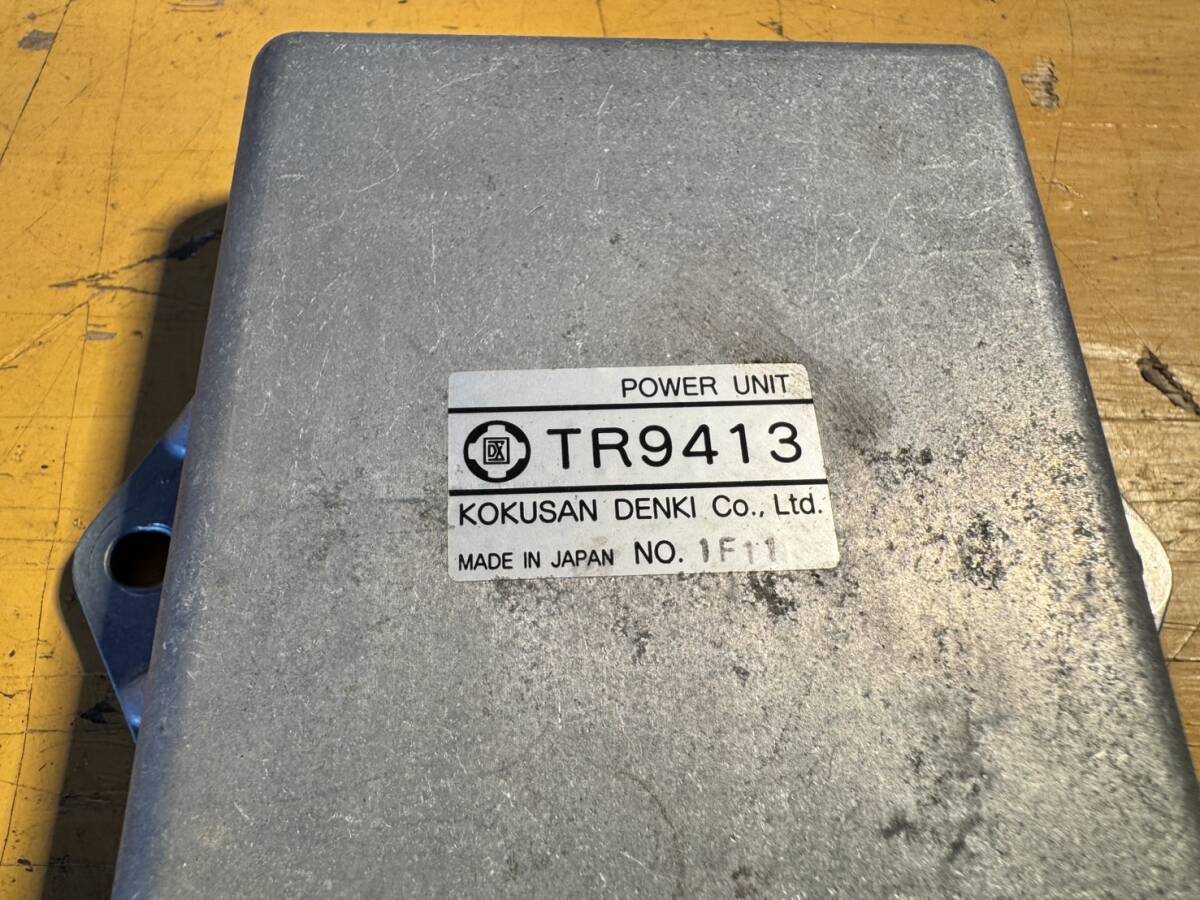 POWER UNIT
TR9413
KOKUSAN DENKI Co., Ltd.
MADE IN JAPAN NO. 1F11